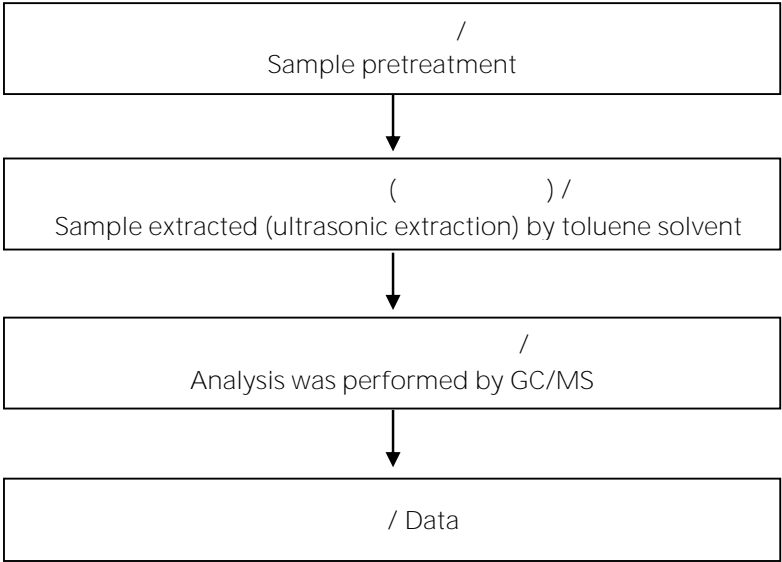 /
Sample pretreatment
( ) /
Sample extracted (ultrasonic extraction) by toluene solvent
/
Analysis was performed by GC/MS
/ Data